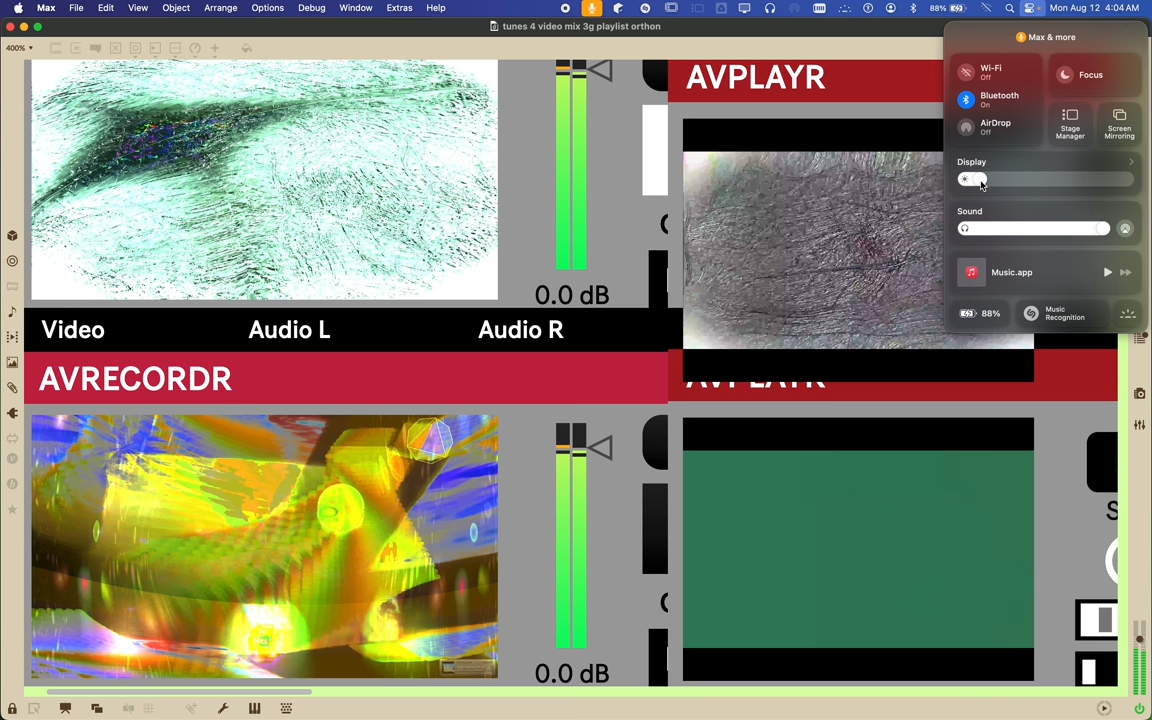 Max File Edit View Object Arrange Options Debug Window Extras Help
88% Mon Aug 12 4:04 AM
tunes 4 video mix 3g playlist orthon
400%
Max & more
Wi-Fi
Off
Bluetooth
On
AirDrop
Off
Focus
Stage
Manager
Screen
Mirroring
Display
Sound
Music.app
88%
Music
Recognition
AVPLAYR
0.0 dB
Video Audio L Audio R
AVRECORDR
0.0 dB